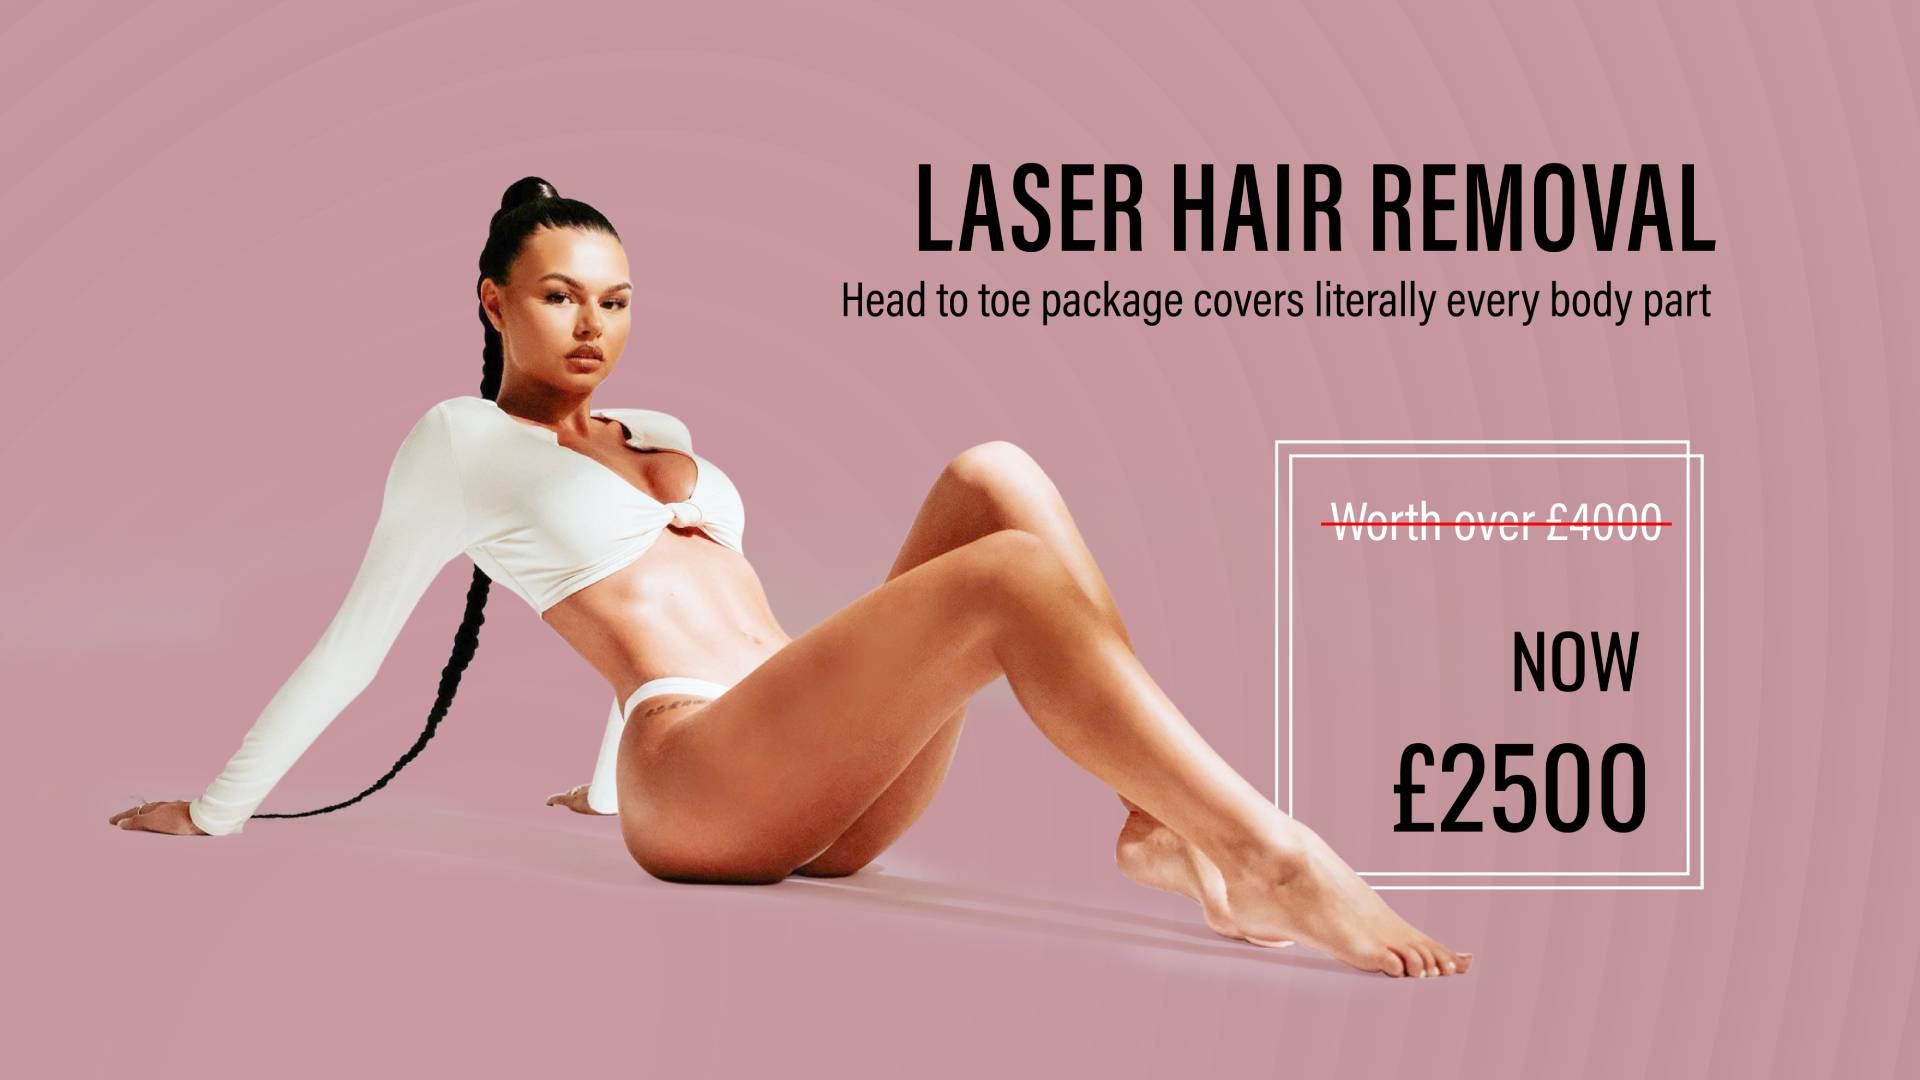 LASER HAIR REMOVAL
Head to toe package covers literally every body part
Worth over £4000
NOW
£2500